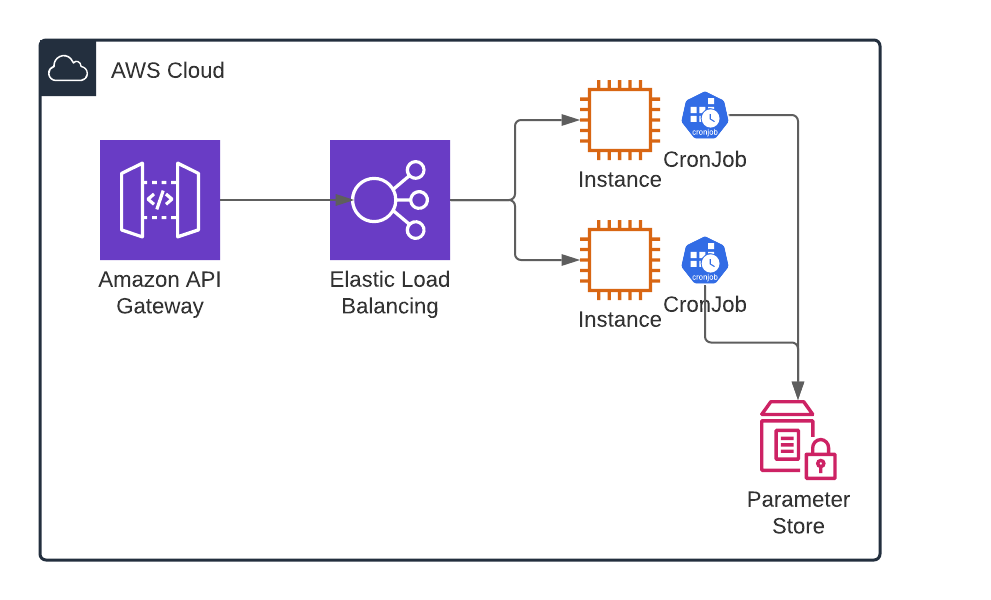 AWS Cloud
Amazon API
Gateway
</>
Elastic Load
Balancing
Instance
cronjob
CronJob
Instance
cronjob
CronJob
Parameter
Store